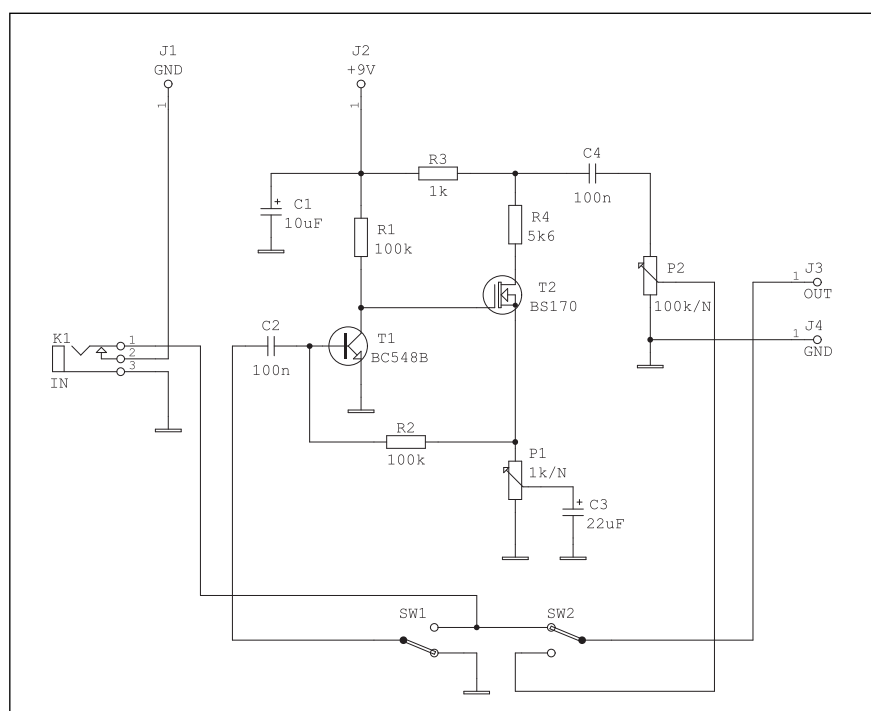 J1
GND
1
J2
+9V
1
R3
1k
C4
100n
C1
10uF
R1
100k
R4
5k6
T2
BS170
P2
100k/N
J3
1
OUT
J4
1
GND
K1
1
2
3
IN
C2
100n
T1
BC548B
R2
100k
P1
1k/N
C3
22uF
SW1
SW2
+
+